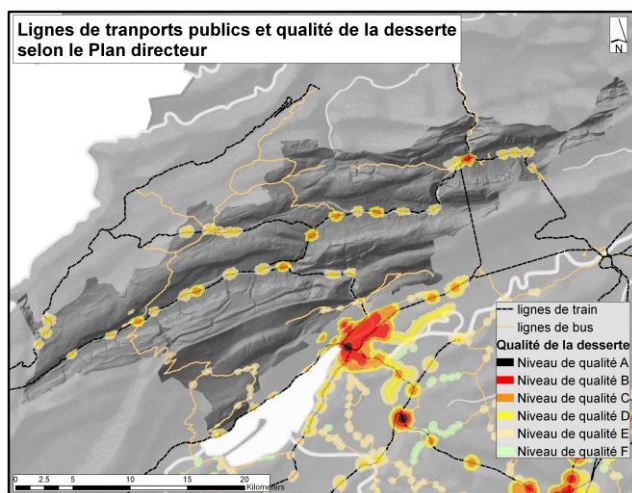 Lignes de tranports publics et qualité de la desserte
selon le Plan directeur
N
lignes de train
lignes de bus
Qualité de la desserte
Niveau de qualité A
Niveau de qualité B
Niveau de qualité C
Niveau de qualité D
Niveau de qualité E
Niveau de qualité F
0 2.5 5 10 15 20
Kilometers